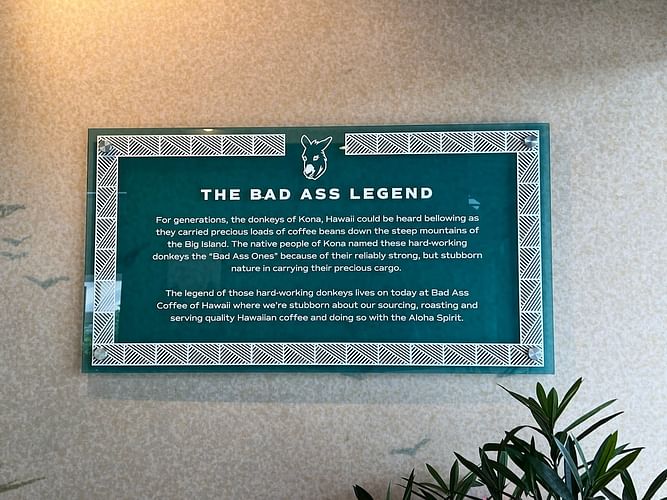 THE BAD ASS LEGEND
For generations, the donkeys of Kona, Hawaii could be heard bellowing as
they carried precious loads of coffee beans down the steep mountains of
the Big Island. The native people of Kona named these hard-working
donkeys the "Bad Ass Ones" because of their reliably strong, but stubborn
nature in carrying their precious cargo.
The legend of those hard-working donkeys lives on today at Bad Ass
Coffee of Hawaii where we're stubborn about our sourcing, roasting and
serving quality Hawaiian coffee and doing so with the Aloha Spirit.